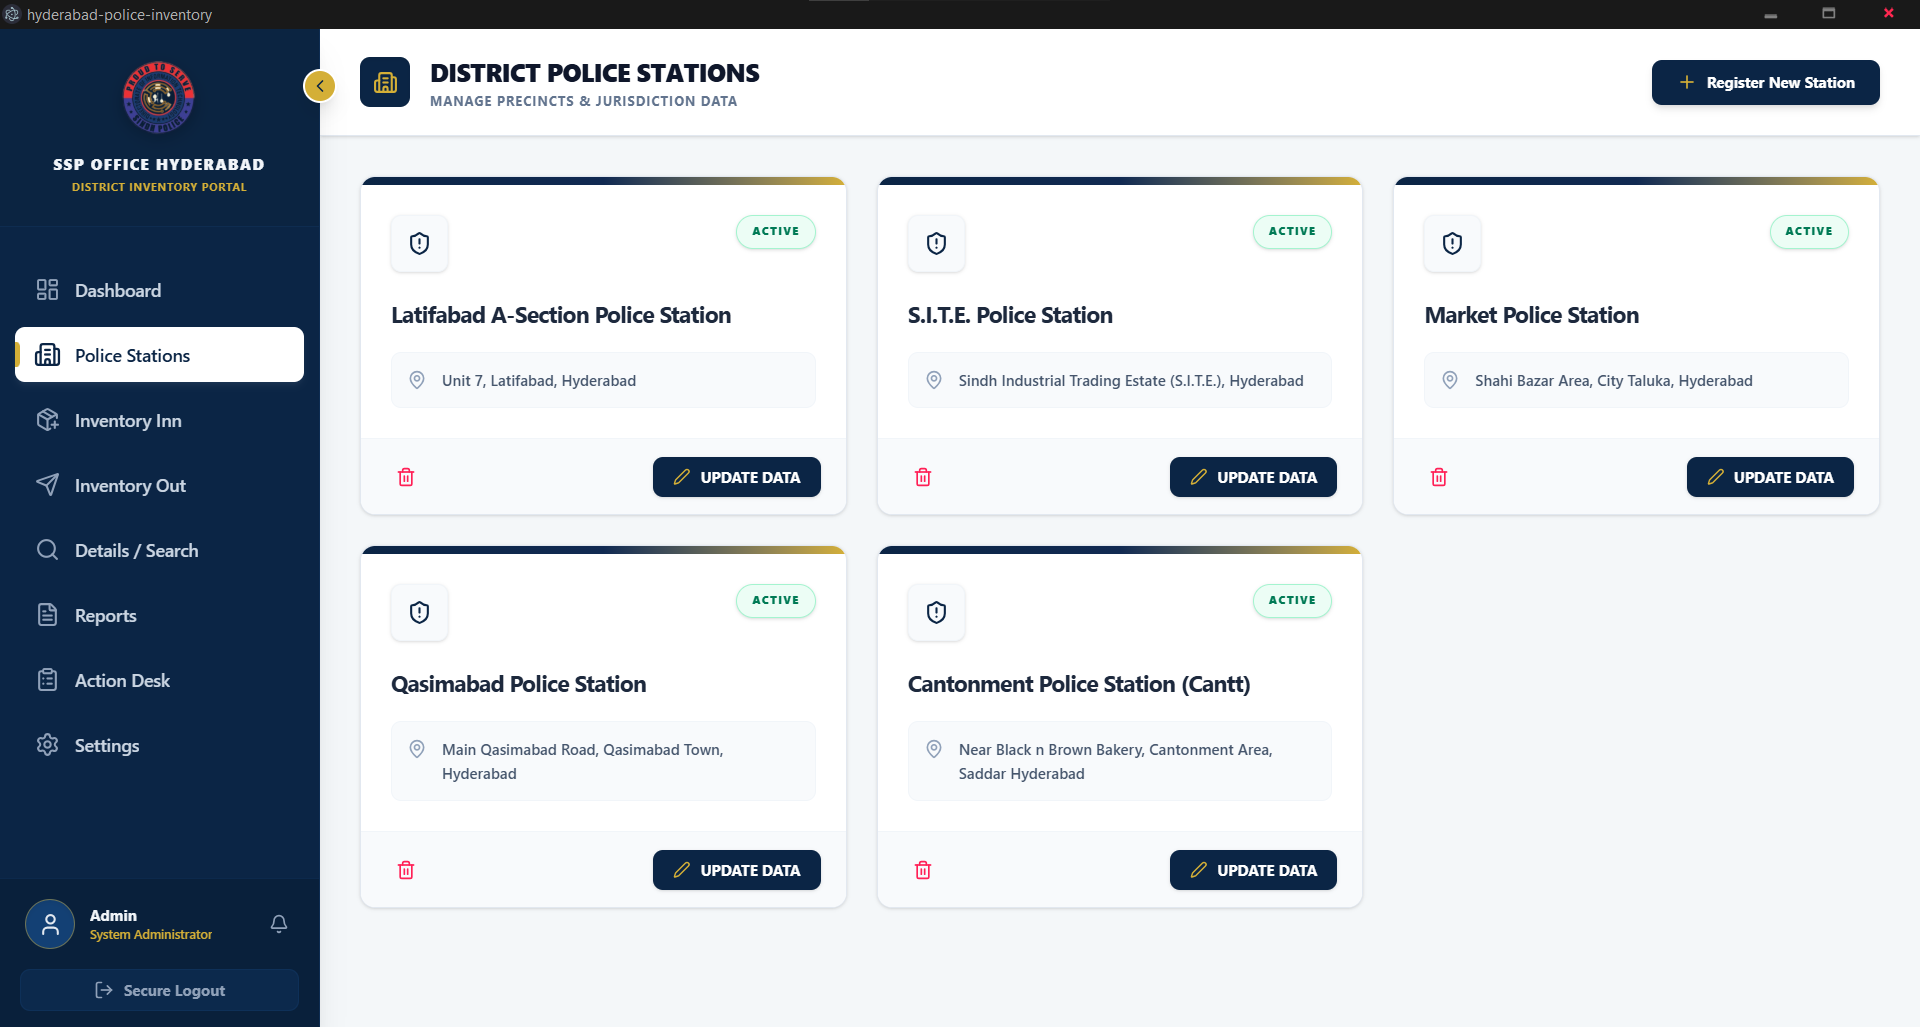 hyderabad-police-inventory
PROUD TO SERVE
SINDH POLICE
SSP OFFICE HYDERABAD
DISTRICT INVENTORY PORTAL
Dashboard
Police Stations
Inventory Inn
Inventory Out
Details / Search
Reports
Action Desk
Settings
Admin
System Administrator
Secure Logout
DISTRICT POLICE STATIONS
MANAGE PRECINCTS & JURISDICTION DATA
Register New Station
ACTIVE
Latifabad A-Section Police Station
Unit 7, Latifabad, Hyderabad
UPDATE DATA
ACTIVE
S.I.T.E. Police Station
Sindh Industrial Trading Estate (S.I.T.E.), Hyderabad
UPDATE DATA
ACTIVE
Market Police Station
Shahi Bazar Area, City Taluka, Hyderabad
UPDATE DATA
ACTIVE
Qasimabad Police Station
Main Qasimabad Road, Qasimabad Town,
Hyderabad
UPDATE DATA
ACTIVE
Cantonment Police Station (Cantt)
Near Black n Brown Bakery, Cantonment Area,
Saddar Hyderabad
UPDATE DATA